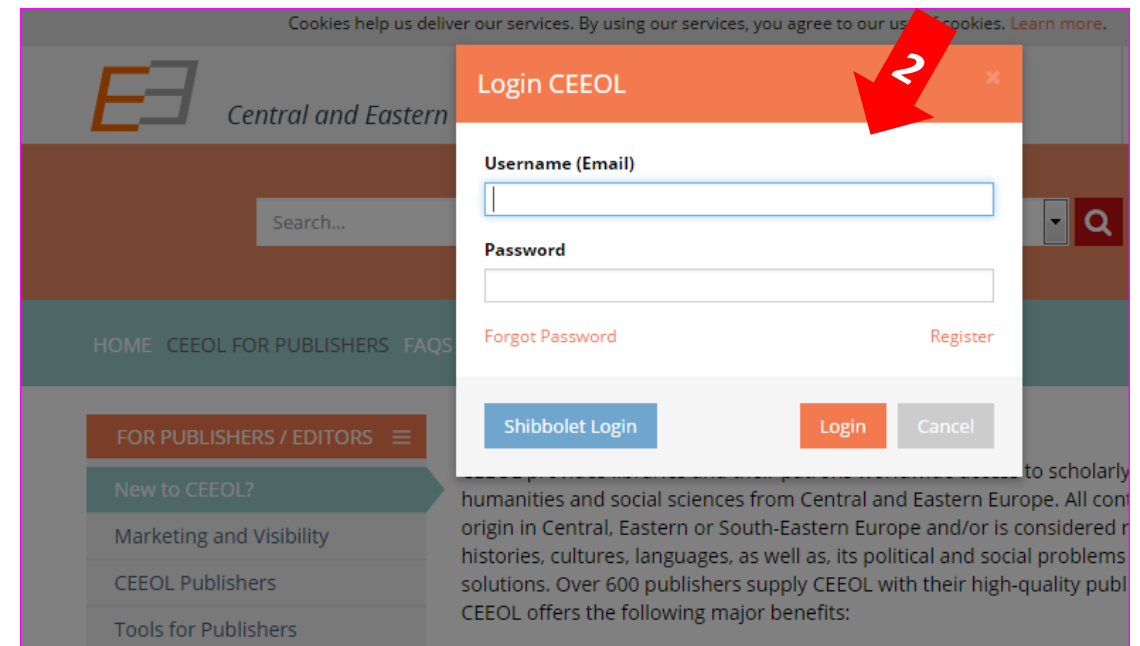 Cookies help us deliver our services. By using our services, you agree to our use of cookies. Learn more.
2
Login CEEOL
×
Central and Eastern
Username (Email)
Search...
Password
Forgot Password
Register
HOME CEEOL FOR PUBLISHERS FAQS
Shibbolet Login
Login
Cancel
FOR PUBLISHERS / EDITORS
New to CEEOL?
Marketing and Visibility
CEEOL Publishers
Tools for Publishers
to scholarly
humanities and social sciences from Central and Eastern Europe. All cont
origin in Central, Eastern or South-Eastern Europe and/or is considered r
histories, cultures, languages, as well as, its political and social problems
solutions. Over 600 publishers supply CEEOL with their high-quality publ
CEEOL offers the following major benefits: